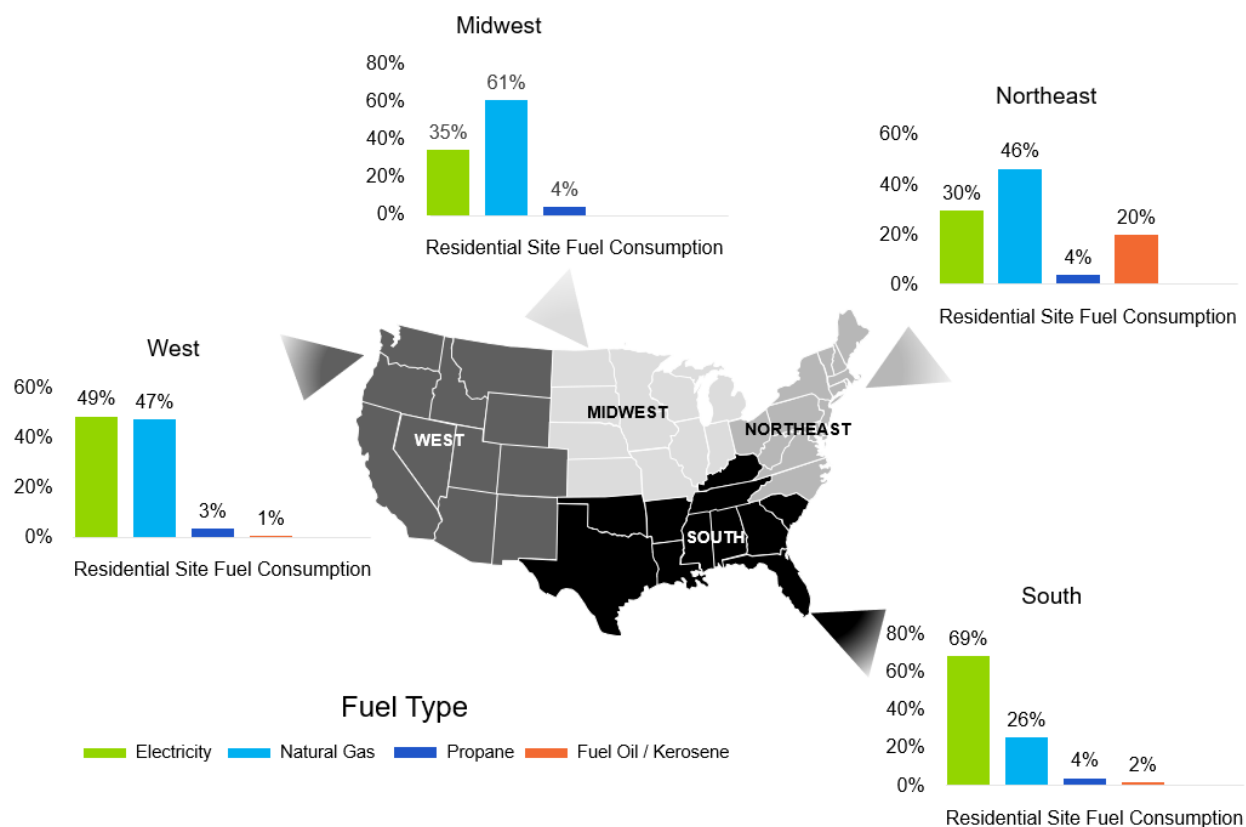 Midwest
80%
60%
40%
20%
0%
35%
61%
4%
Residential Site Fuel Consumption
Northeast
60%
40%
20%
0%
30%
46%
4%
20%
Residential Site Fuel Consumption
West
60%
40%
20%
0%
49%
47%
3%
1%
Residential Site Fuel Consumption
MIDWEST
NORTHEAST
WEST
SOUTH
South
80%
60%
40%
20%
0%
69%
26%
4%
2%
Residential Site Fuel Consumption
Fuel Type
Electricity
Natural Gas
Propane
Fuel Oil / Kerosene